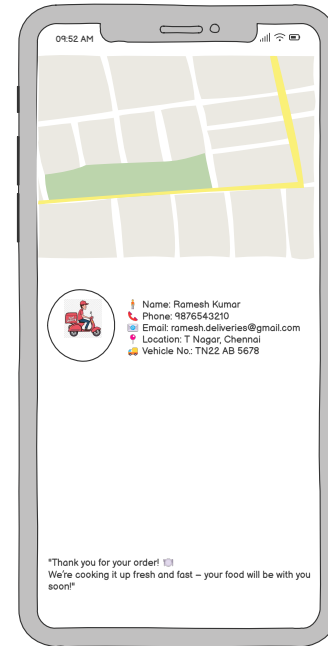 09:52 AM
🧍 Name: Ramesh Kumar
📞 Phone: 9876543210
📧 Email: ramesh.deliveries@gmail.com
📍 Location: T Nagar, Chennai
🚚 Vehicle No.: TN22 AB 5678
"Thank you for your order! 🍽️
We're cooking it up fresh and fast – your food will be with you
soon!"